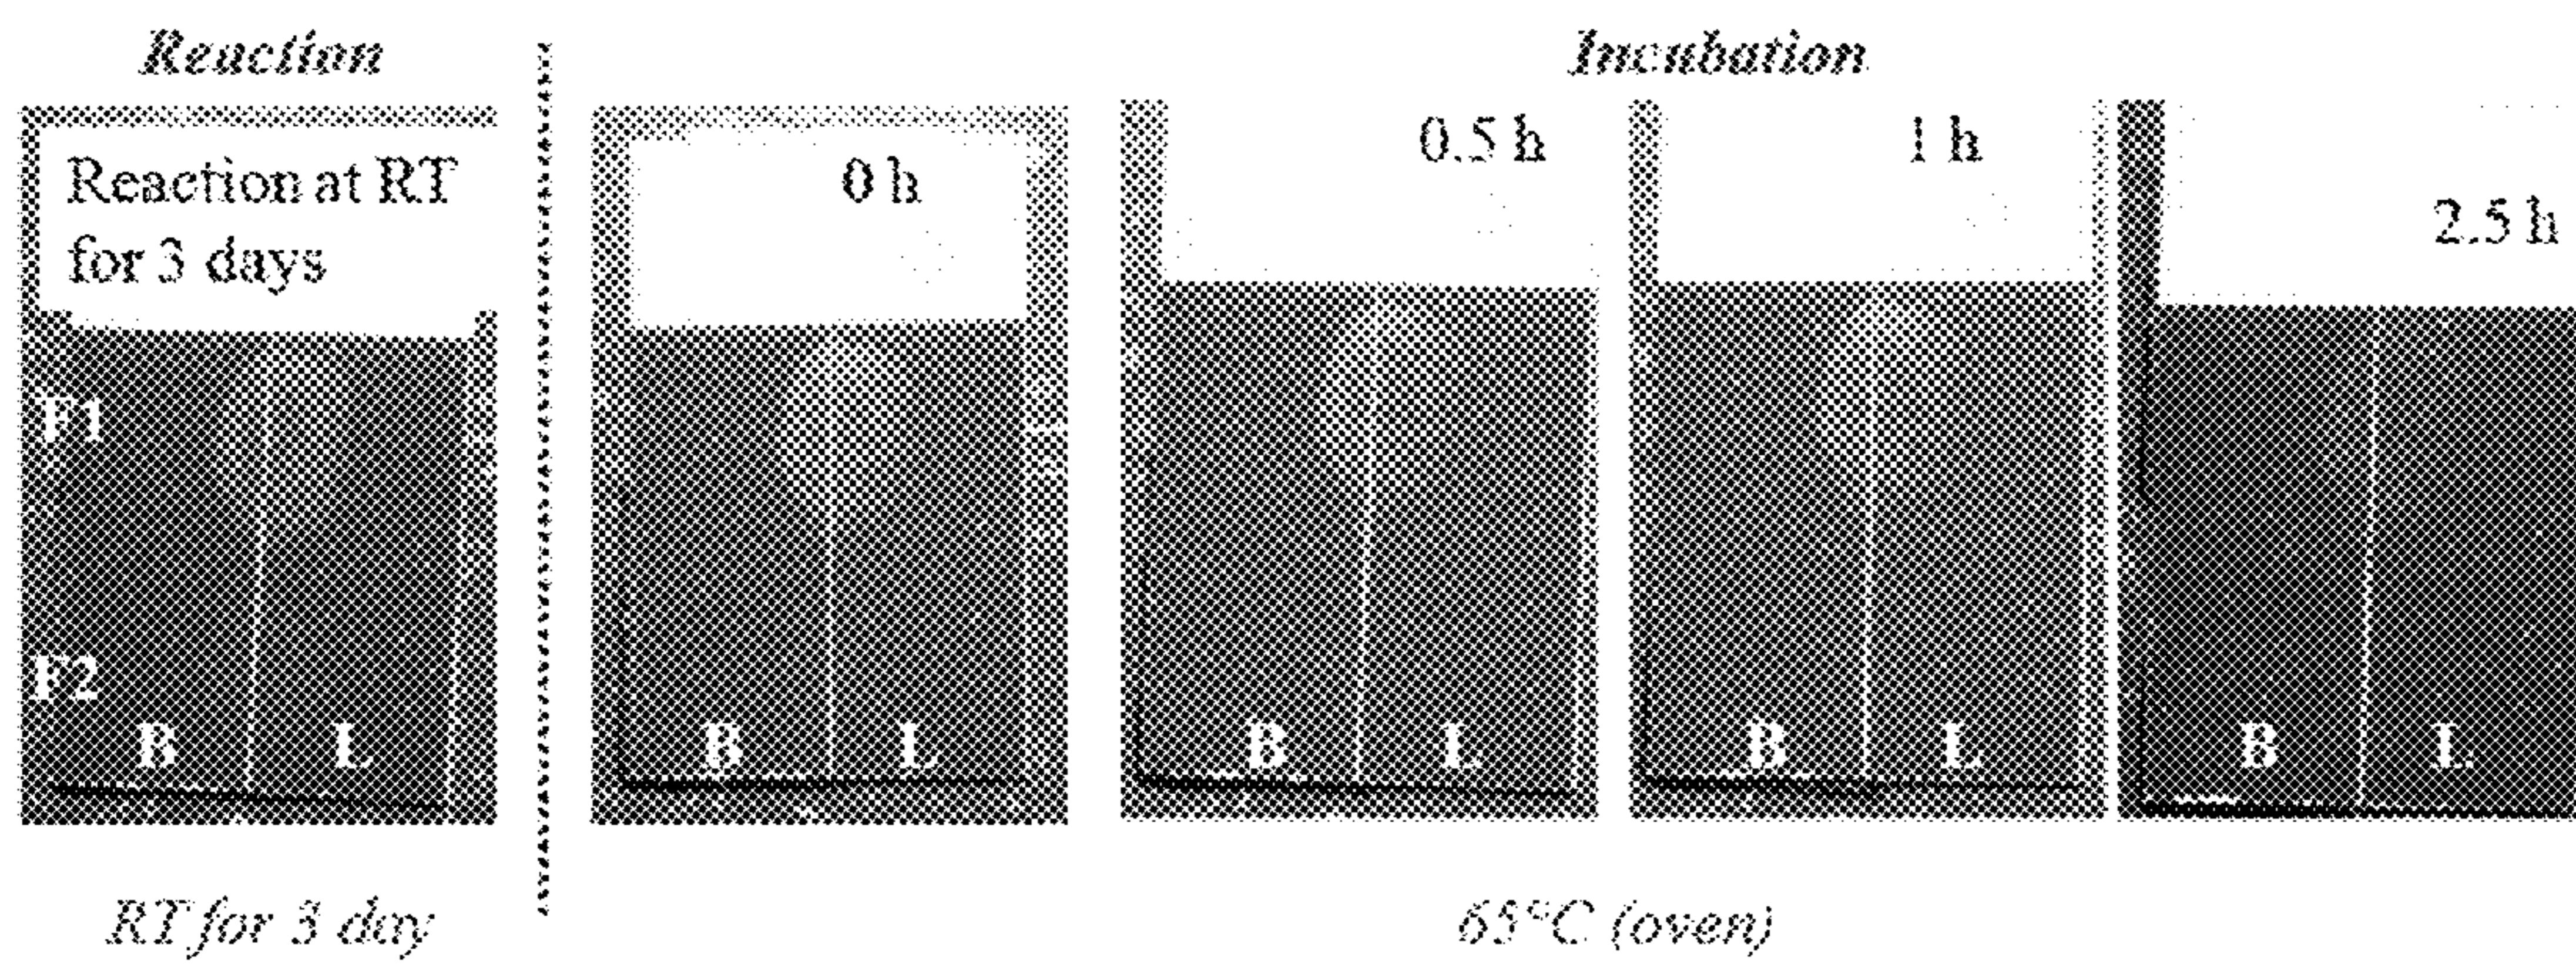 Reaction
Incubation
Reaction at RT
for 3 days
0 h
0.5 h
1 h
2.5 h
F1
F2
B L
B L
B L
B L
B L
RT for 3 day
65°C (oven)